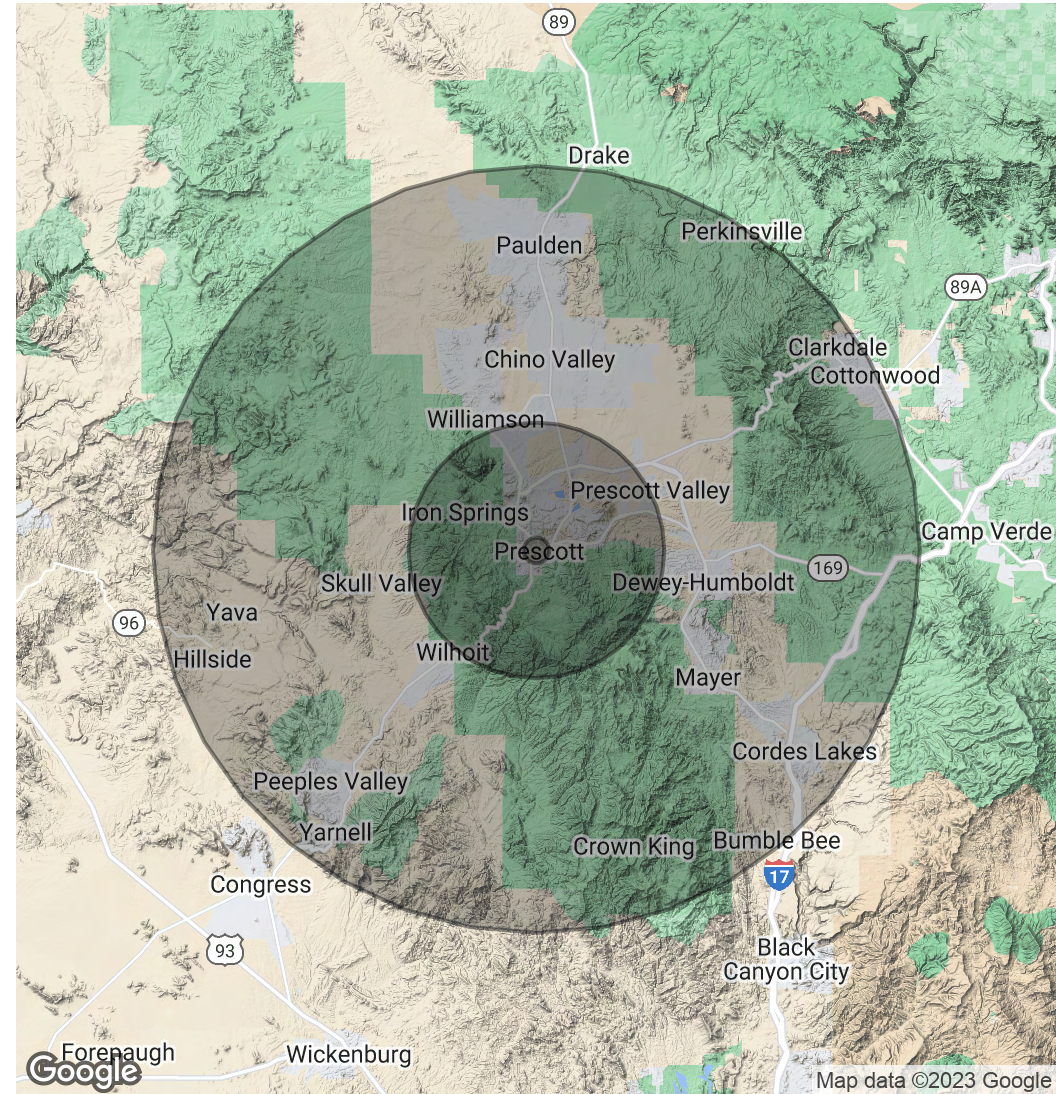 89
Drake
Perkinsville
Paulden
89A
Clarkdale
Chino Valley
Cottonwood
Williamson
Prescott Valley
Iron Springs
Camp Verde
Prescott
169
Skull Valley
Dewey-Humboldt
Yava
96
Wilhoit
Hillside
Mayer
Cordes Lakes
Peeples Valley
Yarnell
Bumble Bee
Crown King
17
Congress
93
Black
Canyon City
Forepaugh
Wickenburg
Google
Map data ©2023 Google